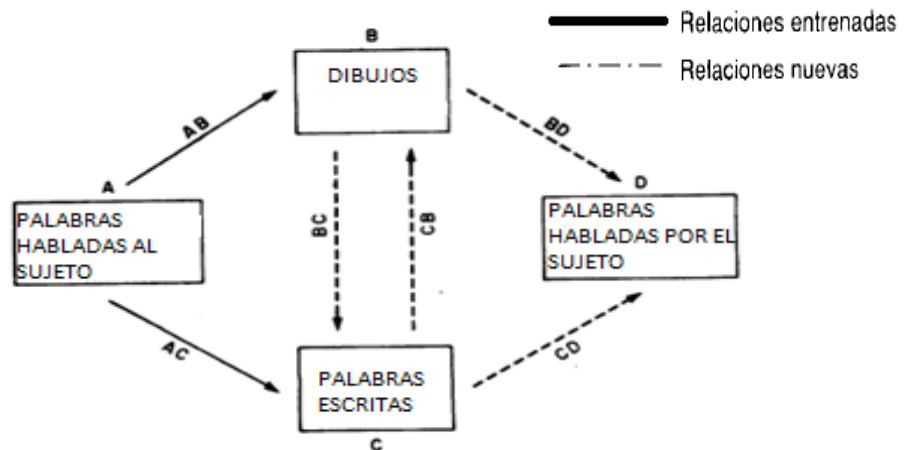 Relaciones entrenadas
Relaciones nuevas
B
DIBUJOS
AB
BD
A
PALABRAS
HABLADAS AL
SUJETO
BC
CB
D
PALABRAS
HABLADAS POR EL
SUJETO
AC
CD
PALABRAS
ESCRITAS
C